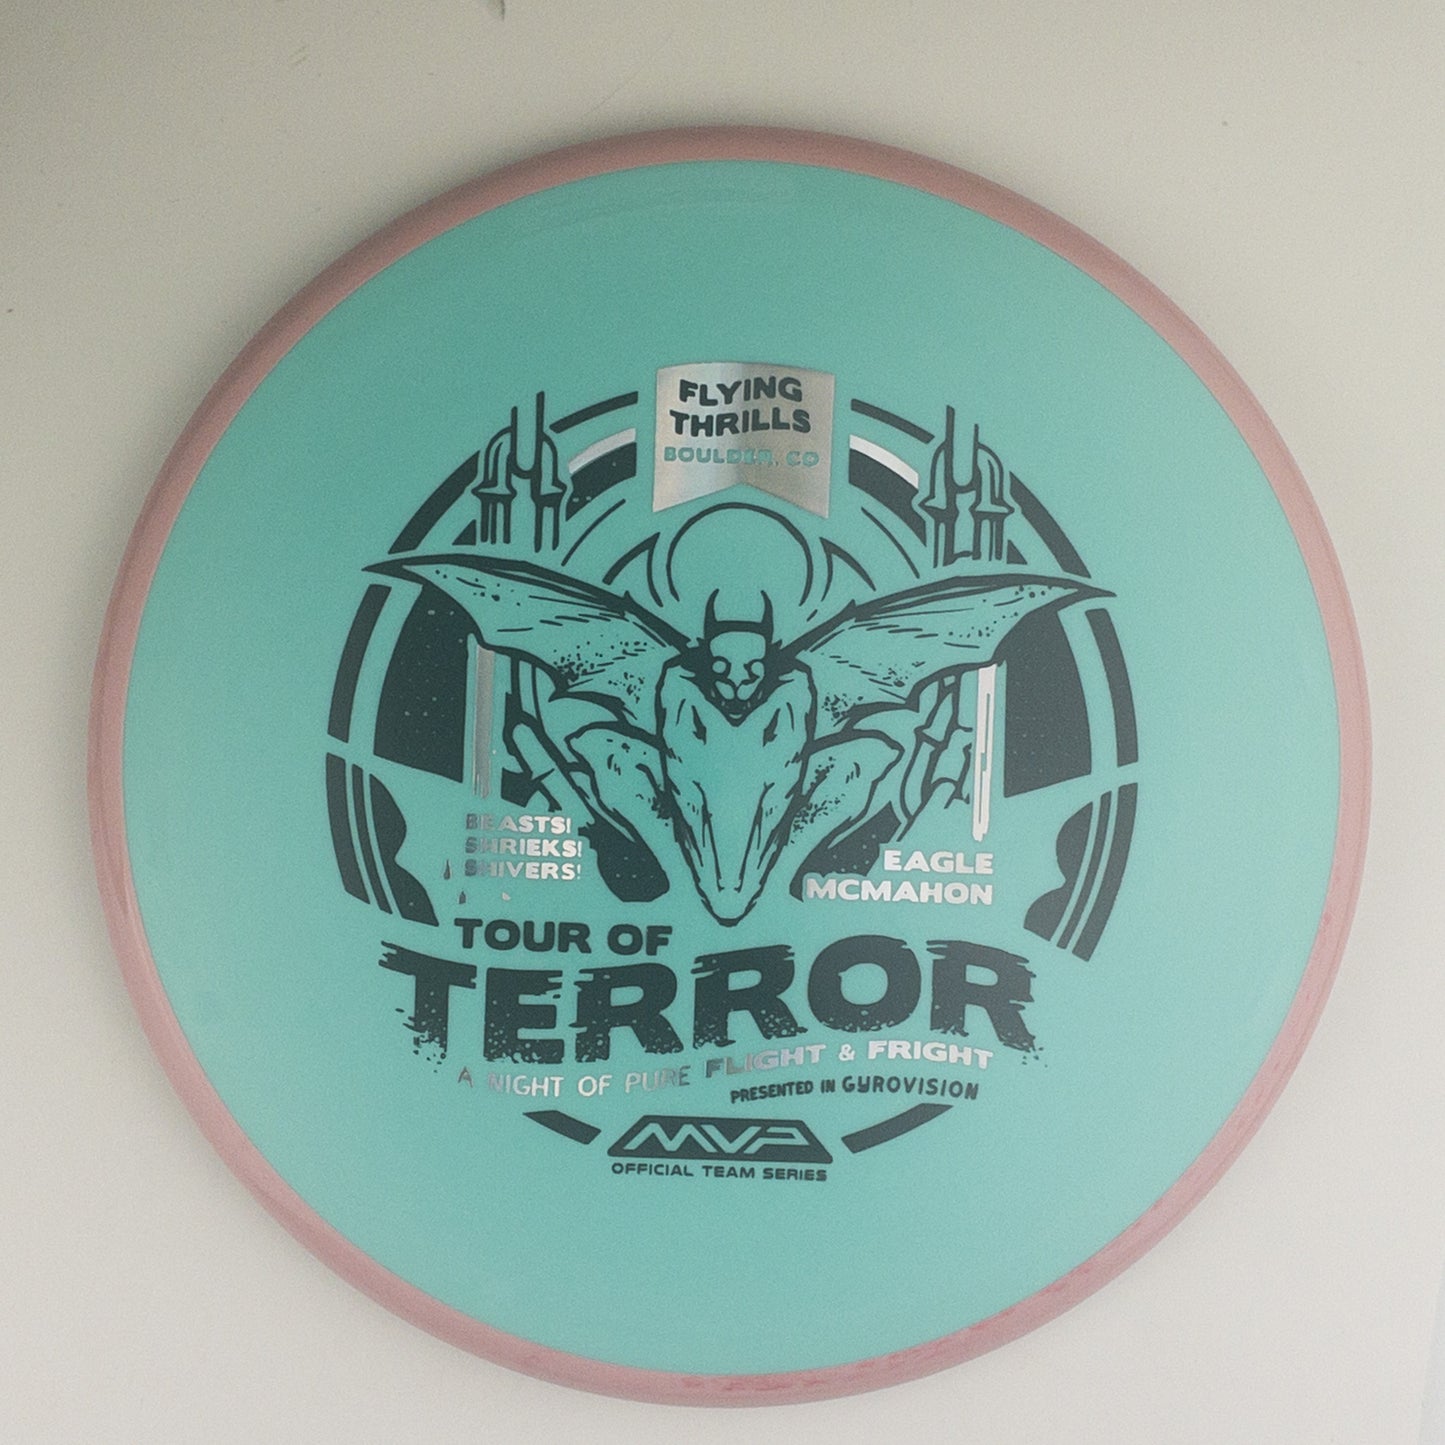 FLYING
THRILLS
BOULDER, CO
BEASTS!
SHRIEKS!
SHIVERS!
EAGLE
MCMAHON
TOUR OF
TERROR
A NIGHT OF PURE FLIGHT & FRIGHT
PRESENTED IN GYROVISION
MVP
OFFICIAL TEAM SERIES